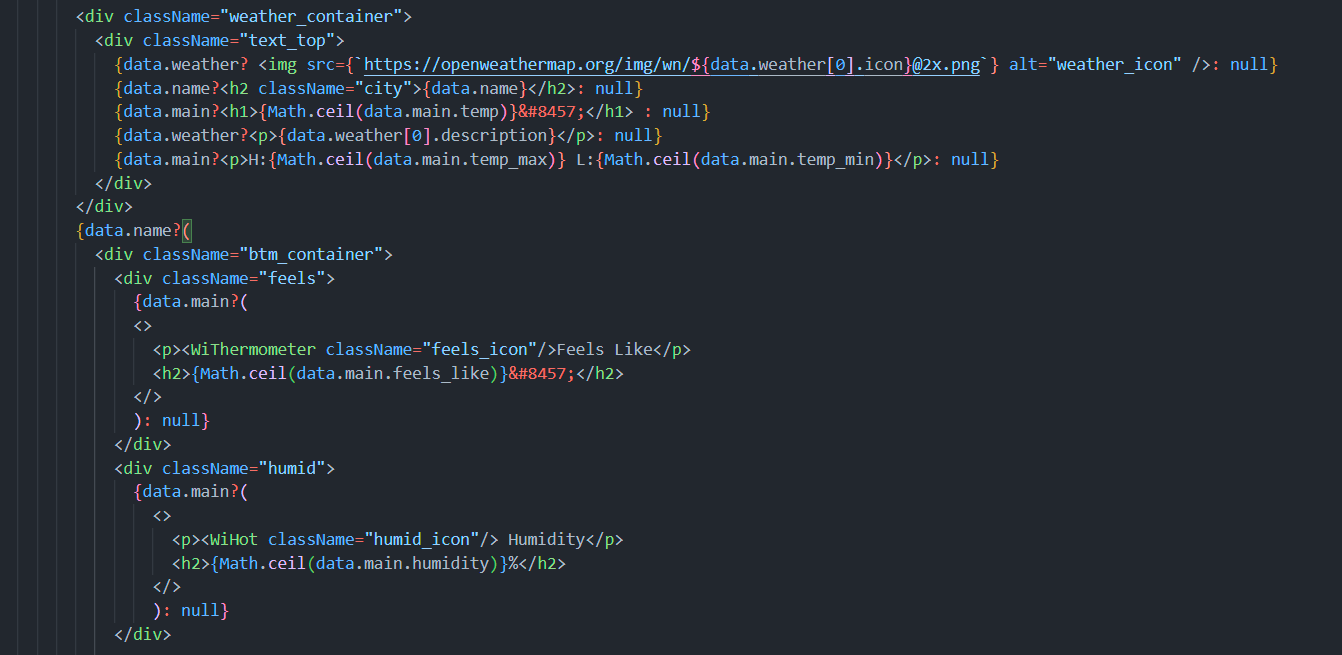 <div className="weather_container">
<div className="text_top">
{data.weather? <img src={`https://openweathermap.org/img/wn/${data.weather[0].icon}@2x.png`} alt="weather_icon" />: null}
{data.name?<h2 className="city">{data.name}</h2>: null}
{data.main?<h1>{Math.ceil(data.main.temp)}&#8457;</h1> : null}
{data.weather?<p>{data.weather[0].description}</p>: null}
{data.main?<p>H:{Math.ceil(data.main.temp_max)} L:{Math.ceil(data.main.temp_min)}</p>: null}
</div>
</div>
{data.name?(
<div className="btm_container">
<div className="feels">
{data.main?(
<>
<p><WiThermometer className="feels_icon"/>Feels Like</p>
<h2>{Math.ceil(data.main.feels_like)}&#8457;</h2>
</>
): null}
</div>
<div className="humid">
{data.main?(
<>
<p><WiHot className="humid_icon"/> Humidity</p>
<h2>{Math.ceil(data.main.humidity)}%</h2>
</>
): null}
</div>